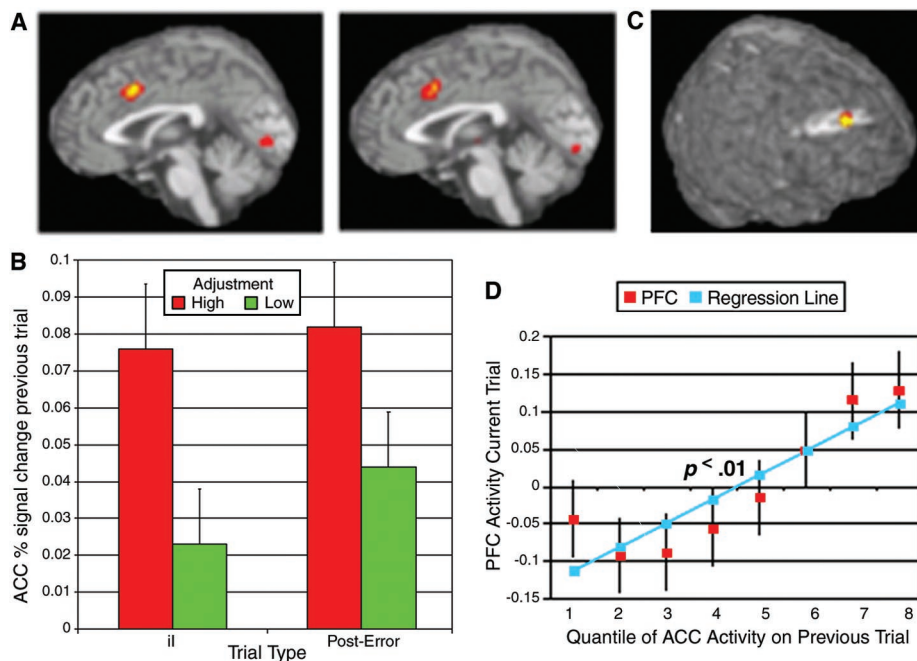 A
C
B
ACC % signal change previous trial
0.1
0.09
0.08
0.07
0.06
0.05
0.04
0.03
0.02
0.01
0
Adjustment
High Low
iI
Post-Error
Trial Type
D
PFC Regression Line
PFC Activity Current Trial
0.2
0.15
0.1
0.05
0
-0.05
-0.1
-0.15
p < .01
1 2 3 4 5 6 7 8
Quantile of ACC Activity on Previous Trial